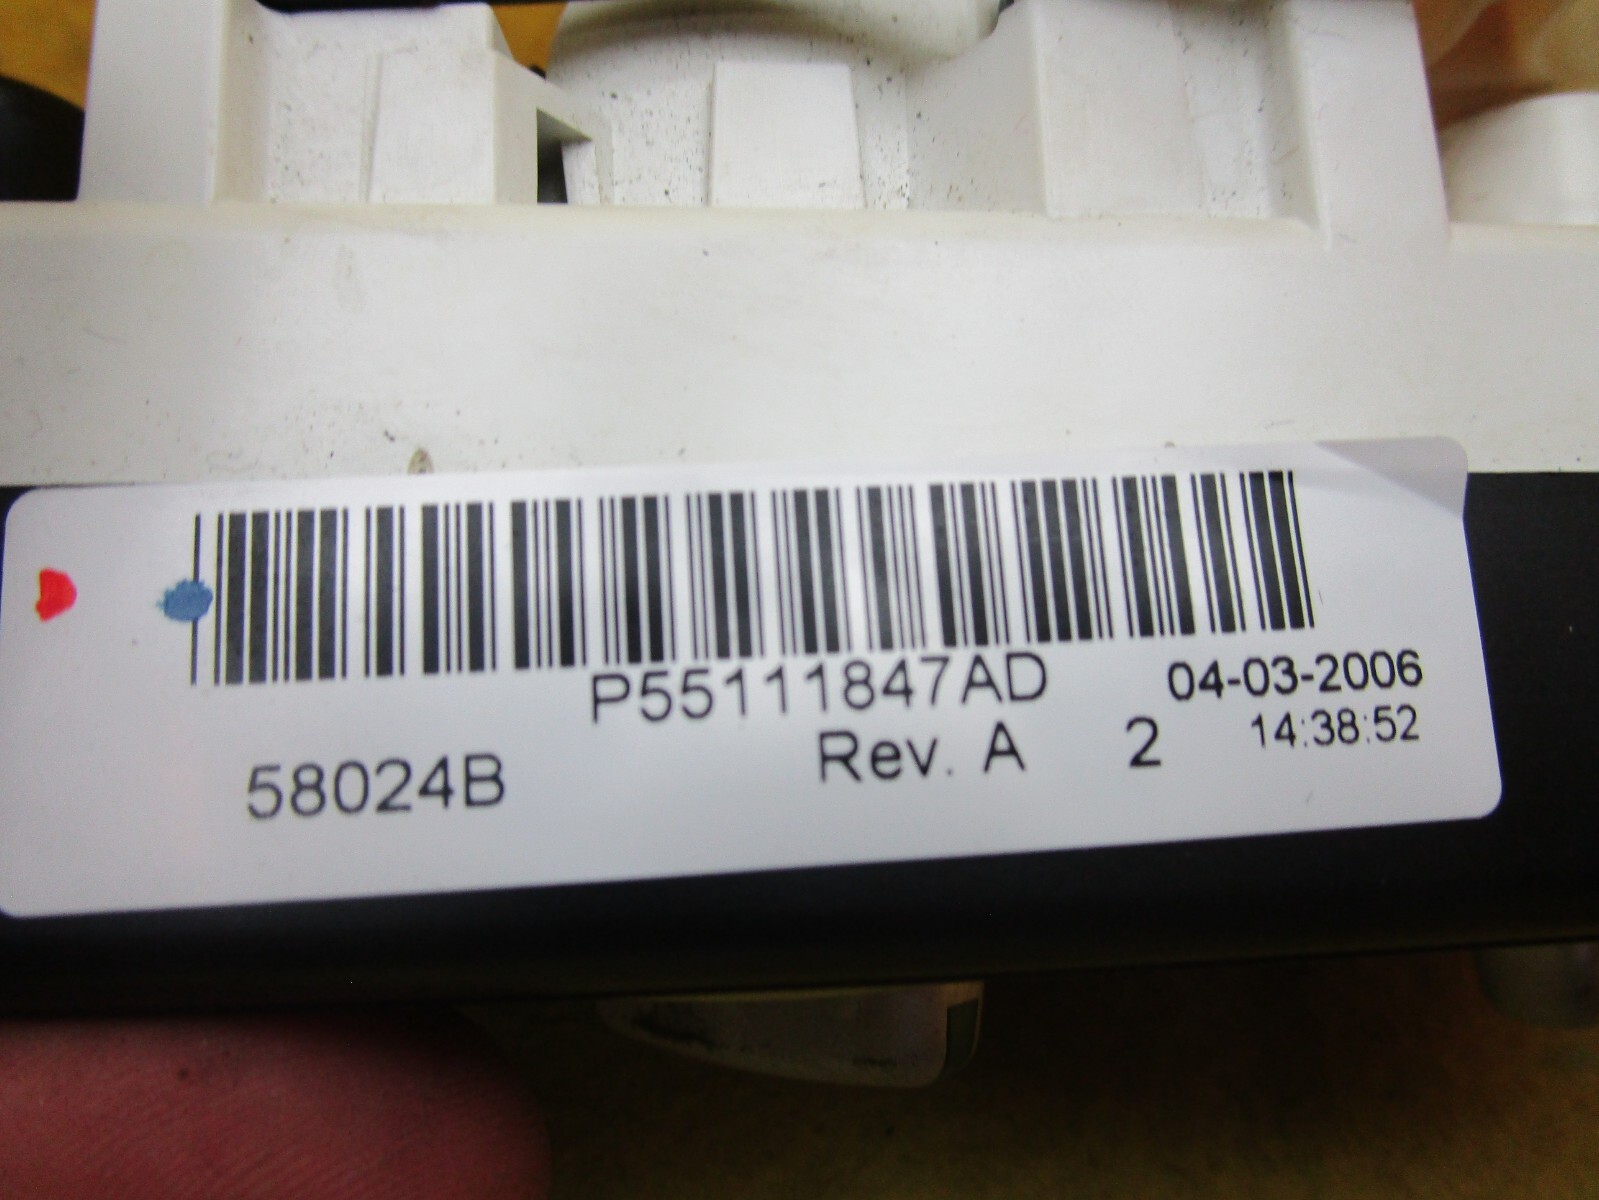 P55111847AD 04-03-2006
58024B Rev. A 2 14:38:52